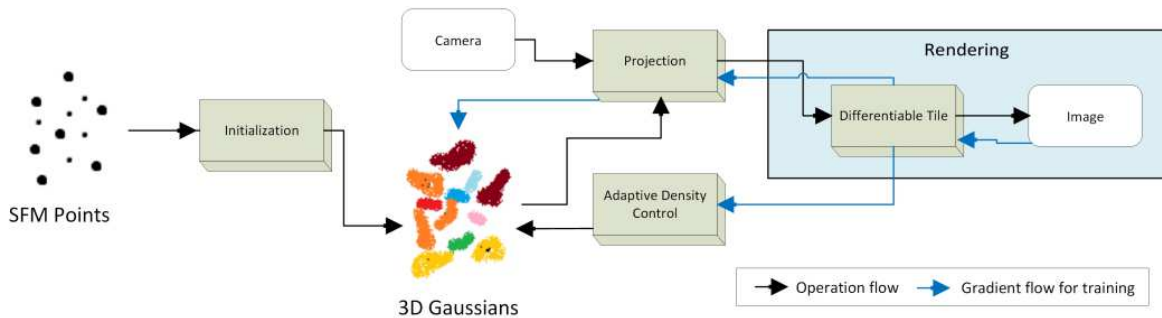 Camera
Projection
Rendering
Initialization
Differentiable Tile
Image
SFM Points
Adaptive Density
Control
3D Gaussians
Operation flow
Gradient flow for training